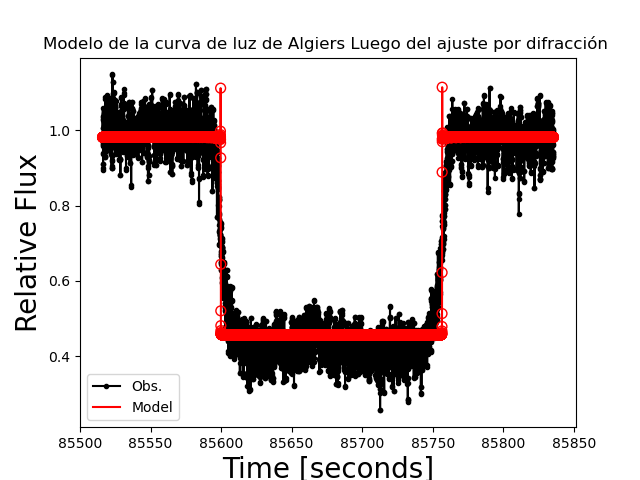 Modelo de la curva de luz de Algiers Luego del ajuste por difracción
Relative Flux
1.0
0.8
0.6
0.4
Obs.
Model
85500 85550 85600 85650 85700 85750 85800 85850
Time [seconds]